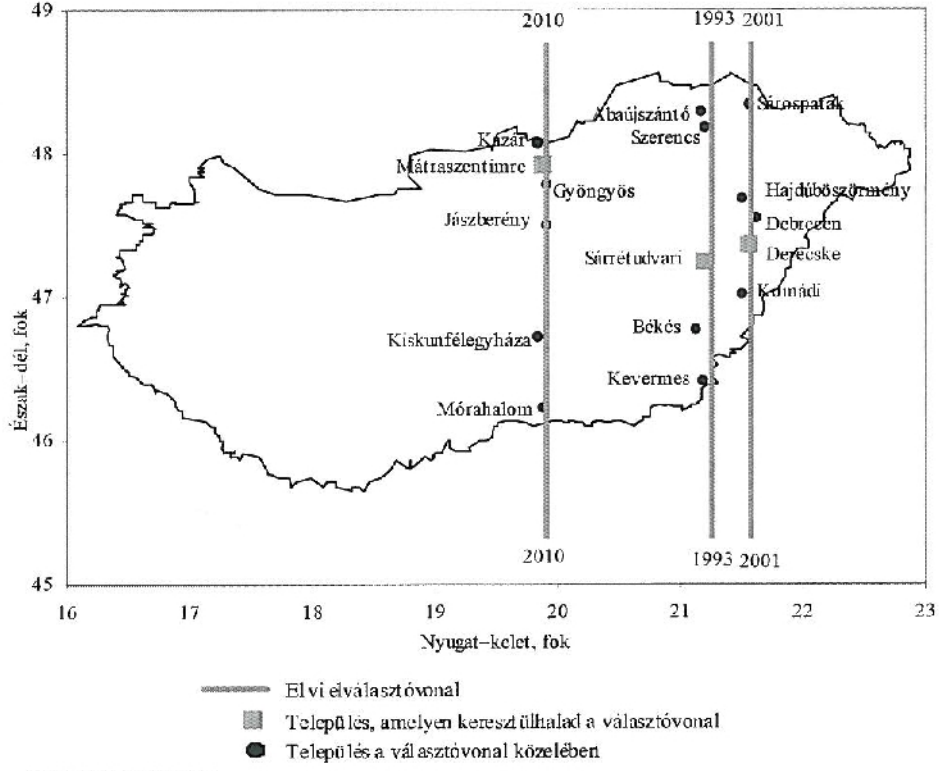 49
2010
1993
2001
Sárospatak
Abaújszántó
Szerencs
Kazár
48
Mátraszentimre
Gyöngyös
Hajdúböszörmény
Jászberény
Debrecen
Derecske
Sárrétudvari
47
Komádi
Békés
Kiskunfélegyháza
Kevermes
Mórahalom
46
Észak–dél, fok
2010
1993
2001
45
16
17
18
19
20
21
22
23
Nyugat–kelet, fok
Elvi elválasztóvonal
Település, amelyen keresztülhalad a választóvonal
Település a választóvonal közelében